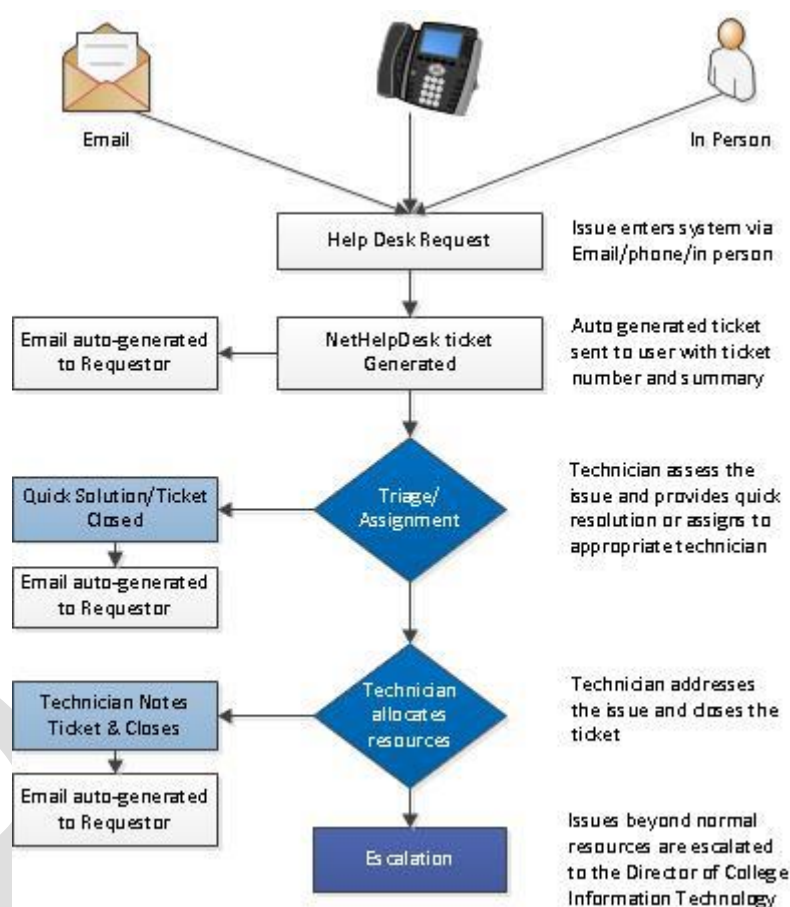 Email
In Person
Help Desk Request
Issue enters system via
Email/phone/in person
Email auto-generated
to Requestor
NetHelpDesk ticket
Generated
Auto generated ticket
sent to user with ticket
number and summary
Quick Solution/Ticket
Closed
Triage/
Assignment
Technician assess the
issue and provides quick
resolution or assigns to
appropriate technician
Email auto-generated
to Requestor
Technician Notes
Ticket & Closes
Technician
allocates
resources
Technician addresses
the issue and closes the
ticket
Email auto-generated
to Requestor
Escalation
Issues beyond normal
resources are escalated
to the Director of College
Information Technology